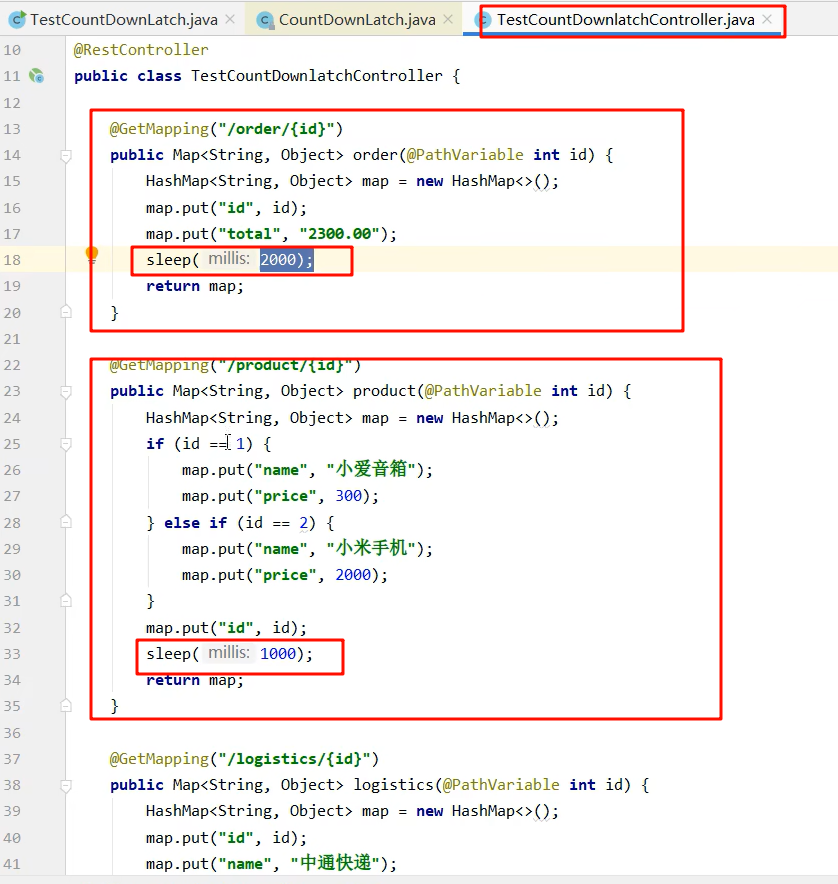 TestCountDownLatch.java CountDownLatch.java TestCountDownlatchController.java
10 @RestController
11 public class TestCountDownlatchController {
12
13 @GetMapping("/order/{id}")
14 public Map<String, Object> order(@PathVariable int id) {
15 HashMap<String, Object> map = new HashMap<>();
16 map.put("id", id);
17 map.put("total", "2300.00");
18 sleep( millis: 2000);
19 return map;
20 }
21
22 @GetMapping("/product/{id}")
23 public Map<String, Object> product(@PathVariable int id) {
24 HashMap<String, Object> map = new HashMap<>();
25 if (id == 1) {
26 map.put("name", "小爱音箱");
27 map.put("price", 300);
28 } else if (id == 2) {
29 map.put("name", "小米手机");
30 map.put("price", 2000);
31 }
32 map.put("id", id);
33 sleep( millis: 1000);
34 return map;
35 }
36
37 @GetMapping("/logistics/{id}")
38 public Map<String, Object> logistics(@PathVariable int id) {
39 HashMap<String, Object> map = new HashMap<>();
40 map.put("id", id);
41 map.put("name", "中通快递");